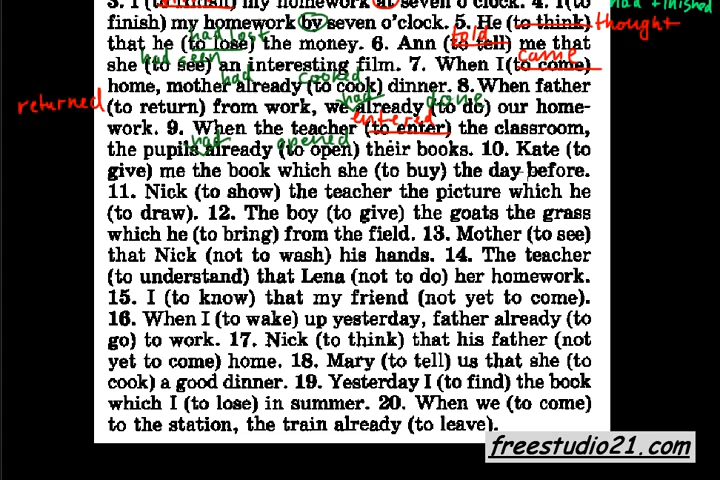 had finished
3. I (to finish) my homework at seven o'clock. 4. I (to
finish) my homework by seven o'clock. 5. He (to think) thought
had lost told
that he (to lose) the money. 6. Ann (to tell) me that
had seen came
she (to see) an interesting film. 7. When I (to come)
had cooked
home, mother already (to cook) dinner. 8. When father
returned had done
(to return) from work, we already (to do) our home-
entered
work. 9. When the teacher (to enter) the classroom,
had opened
the pupils already (to open) their books. 10. Kate (to
give) me the book which she (to buy) the day before.
11. Nick (to show) the teacher the picture which he
(to draw). 12. The boy (to give) the goats the grass
which he (to bring) from the field. 13. Mother (to see)
that Nick (not to wash) his hands. 14. The teacher
(to understand) that Lena (not to do) her homework.
15. I (to know) that my friend (not yet to come).
16. When I (to wake) up yesterday, father already (to
go) to work. 17. Nick (to think) that his father (not
yet to come) home. 18. Mary (to tell) us that she (to
cook) a good dinner. 19. Yesterday I (to find) the book
which I (to lose) in summer. 20. When we (to come)
to the station, the train already (to leave).
freestudio21.com